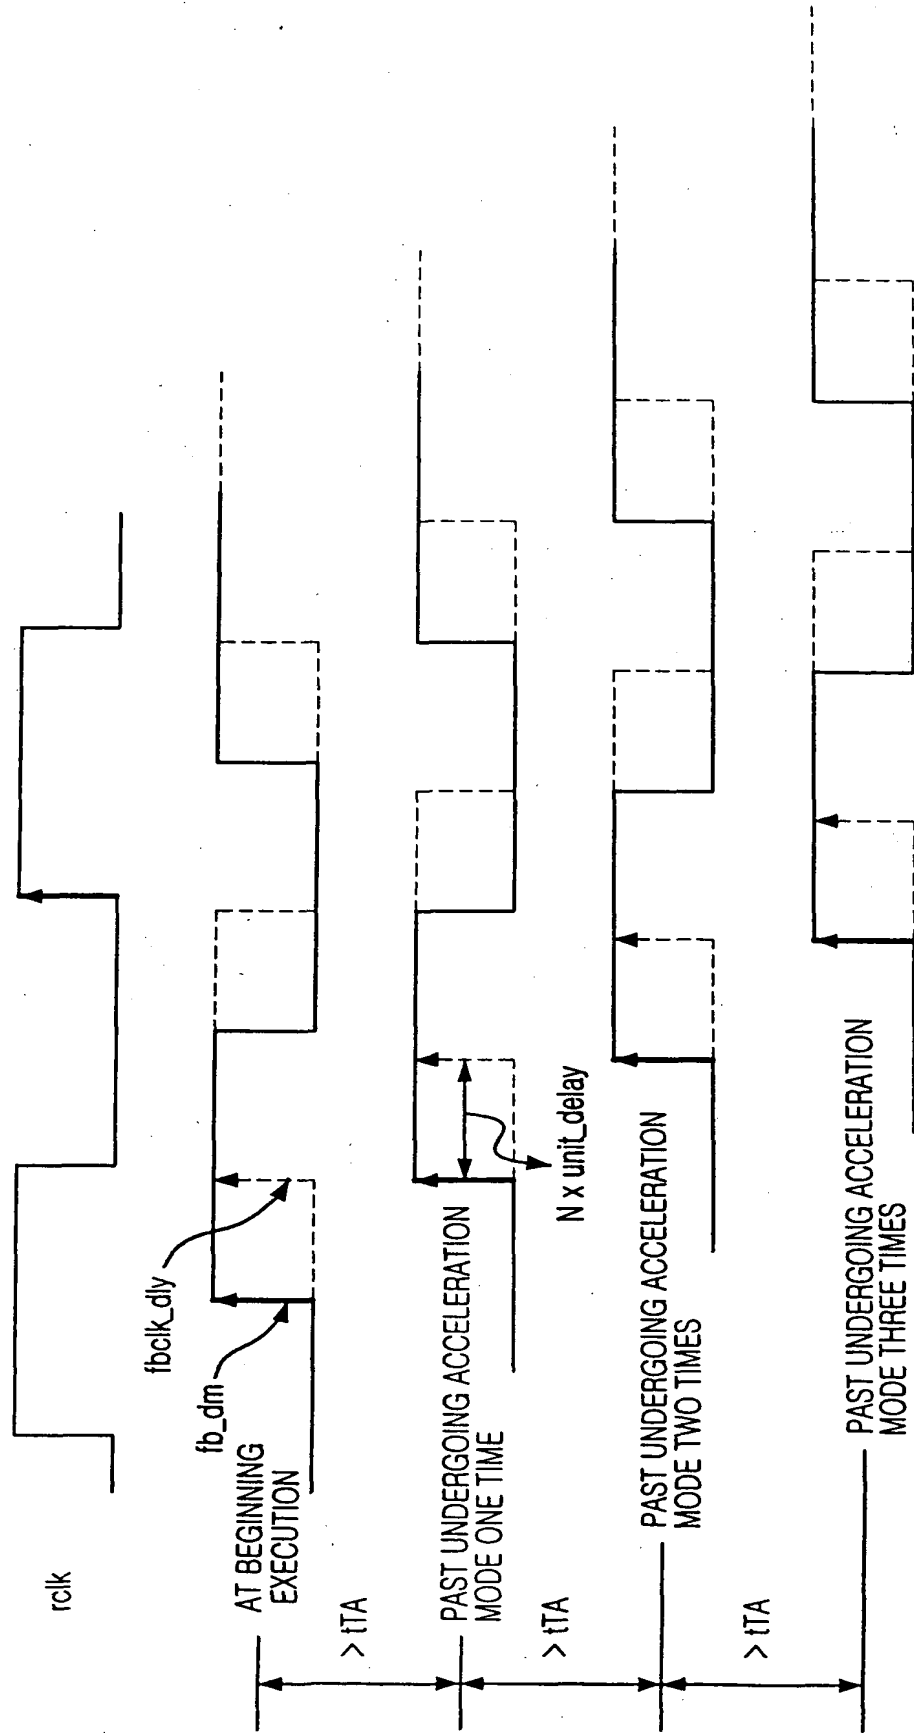 rclk
fbclk_dly
fb_dm
AT BEGINNING
EXECUTION
> tTA
PAST UNDERGOING ACCELERATION
MODE ONE TIME
N x unit_delay
> tTA
PAST UNDERGOING ACCELERATION
MODE TWO TIMES
> tTA
PAST UNDERGOING ACCELERATION
MODE THREE TIMES